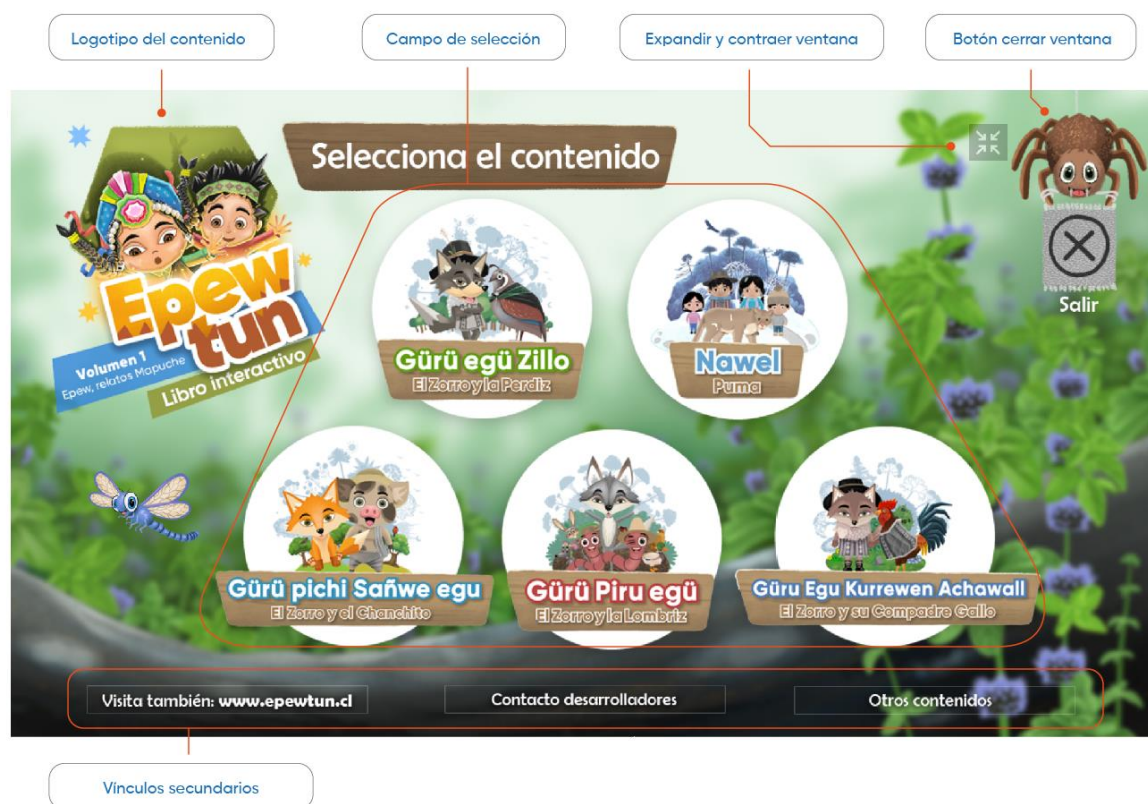 Logotipo del contenido
Campo de selección
Expandir y contraer ventana
Botón cerrar ventana
Selecciona el contenido
Epew
tun
Volumen 1
Epew, relatos Mapuche
Libro interactivo
Salir
Gürü egü Zillo
El Zorro y la Perdiz
Nawel
Puma
Gürü pichi Sañwe egu
El Zorro y el Chanchito
Gürü Piru egü
El Zorro y la Lombriz
Güru Egu Kurrewen Achawall
El Zorro y su Compadre Gallo
Visita también: www.epewtun.cl
Contacto desarrolladores
Otros contenidos
Vínculos secundarios